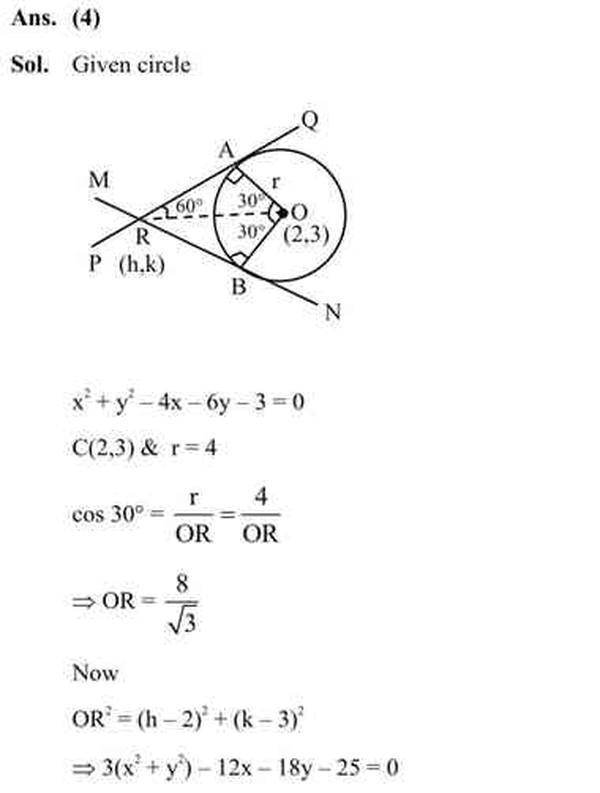 Ans. (4)
Sol. Given circle
Q
A
M
r
60° 30° O
30° (2,3)
R
P (h,k)
B
N
x² + y² – 4x – 6y – 3 = 0
C(2,3) & r = 4
cos 30° = r/OR = 4/OR
⇒ OR = 8/√3
Now
OR² = (h – 2)² + (k – 3)²
⇒ 3(x² + y²) – 12x – 18y – 25 = 0